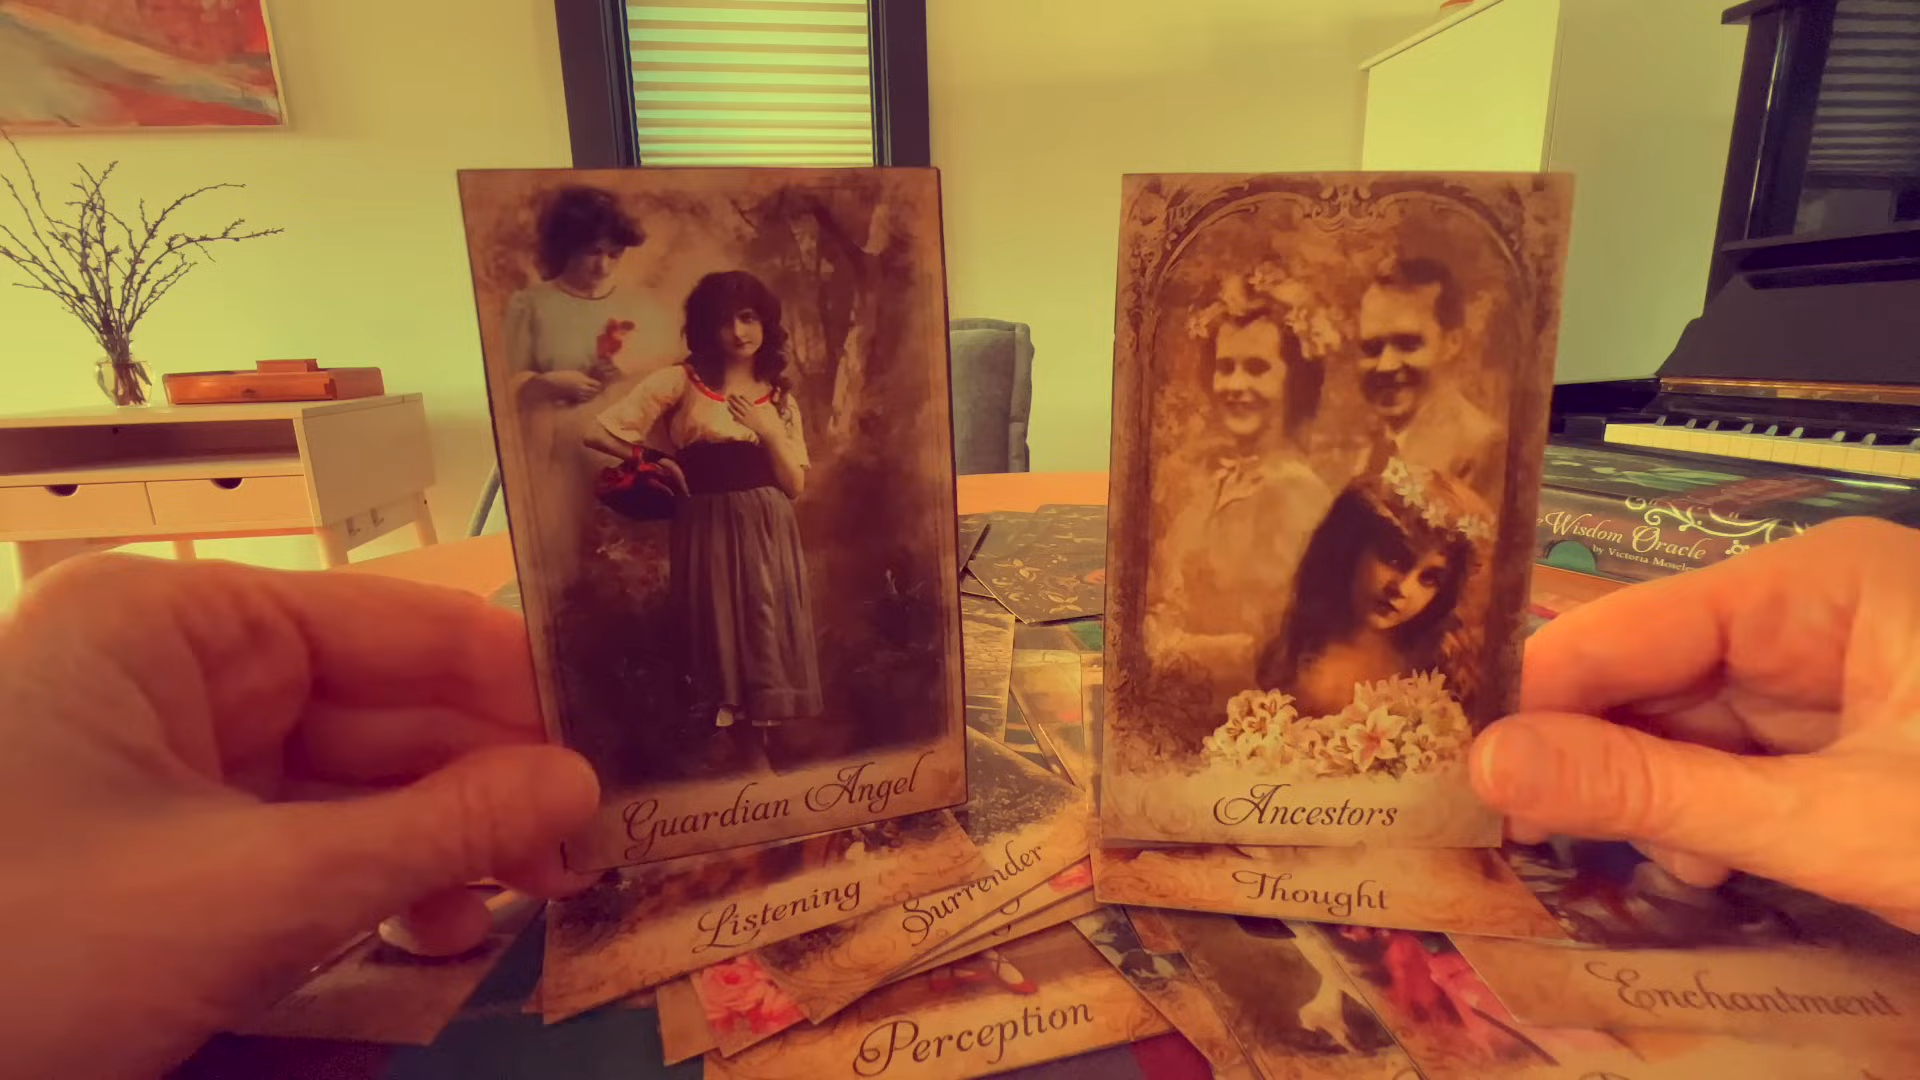 Guardian Angel
Ancestors
Wisdom Oracle
by Victoria
Listening
Surrender
Thought
Perception
Enchantment